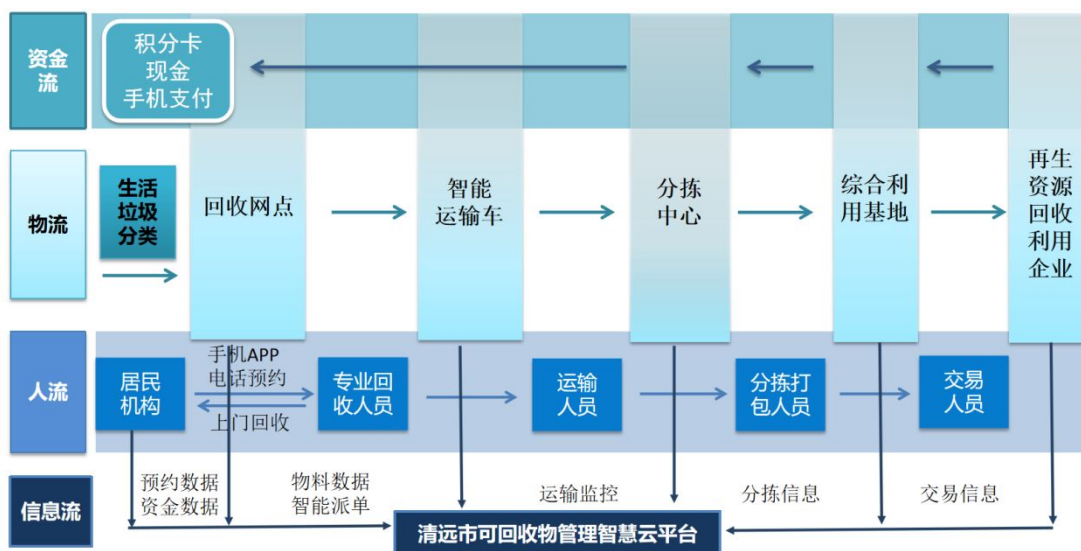 资金
流
积分卡
现金
手机支付
物流
生活
垃圾
分类
回收网点
智能
运输车
分拣
中心
综合利
用基地
再生
资源
回收
利用
企业
人流
居民
机构
手机APP
电话预约
上门回收
专业回
收人员
运输
人员
分拣打
包人员
交易
人员
信息流
预约数据
资金数据
物料数据
智能派单
运输监控
分拣信息
交易信息
清远市可回收物管理智慧云平台